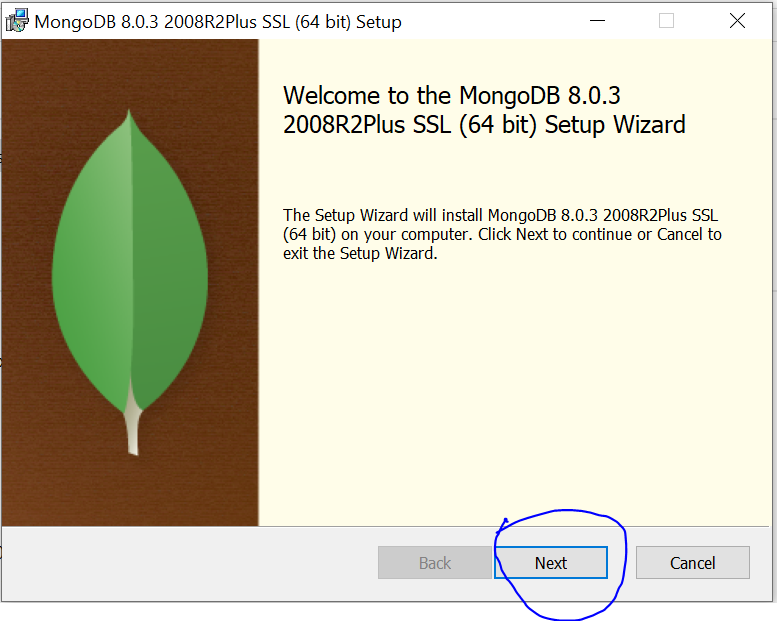 MongoDB 8.0.3 2008R2Plus SSL (64 bit) Setup
Welcome to the MongoDB 8.0.3
2008R2Plus SSL (64 bit) Setup Wizard
The Setup Wizard will install MongoDB 8.0.3 2008R2Plus SSL
(64 bit) on your computer. Click Next to continue or Cancel to
exit the Setup Wizard.
Back
Next
Cancel